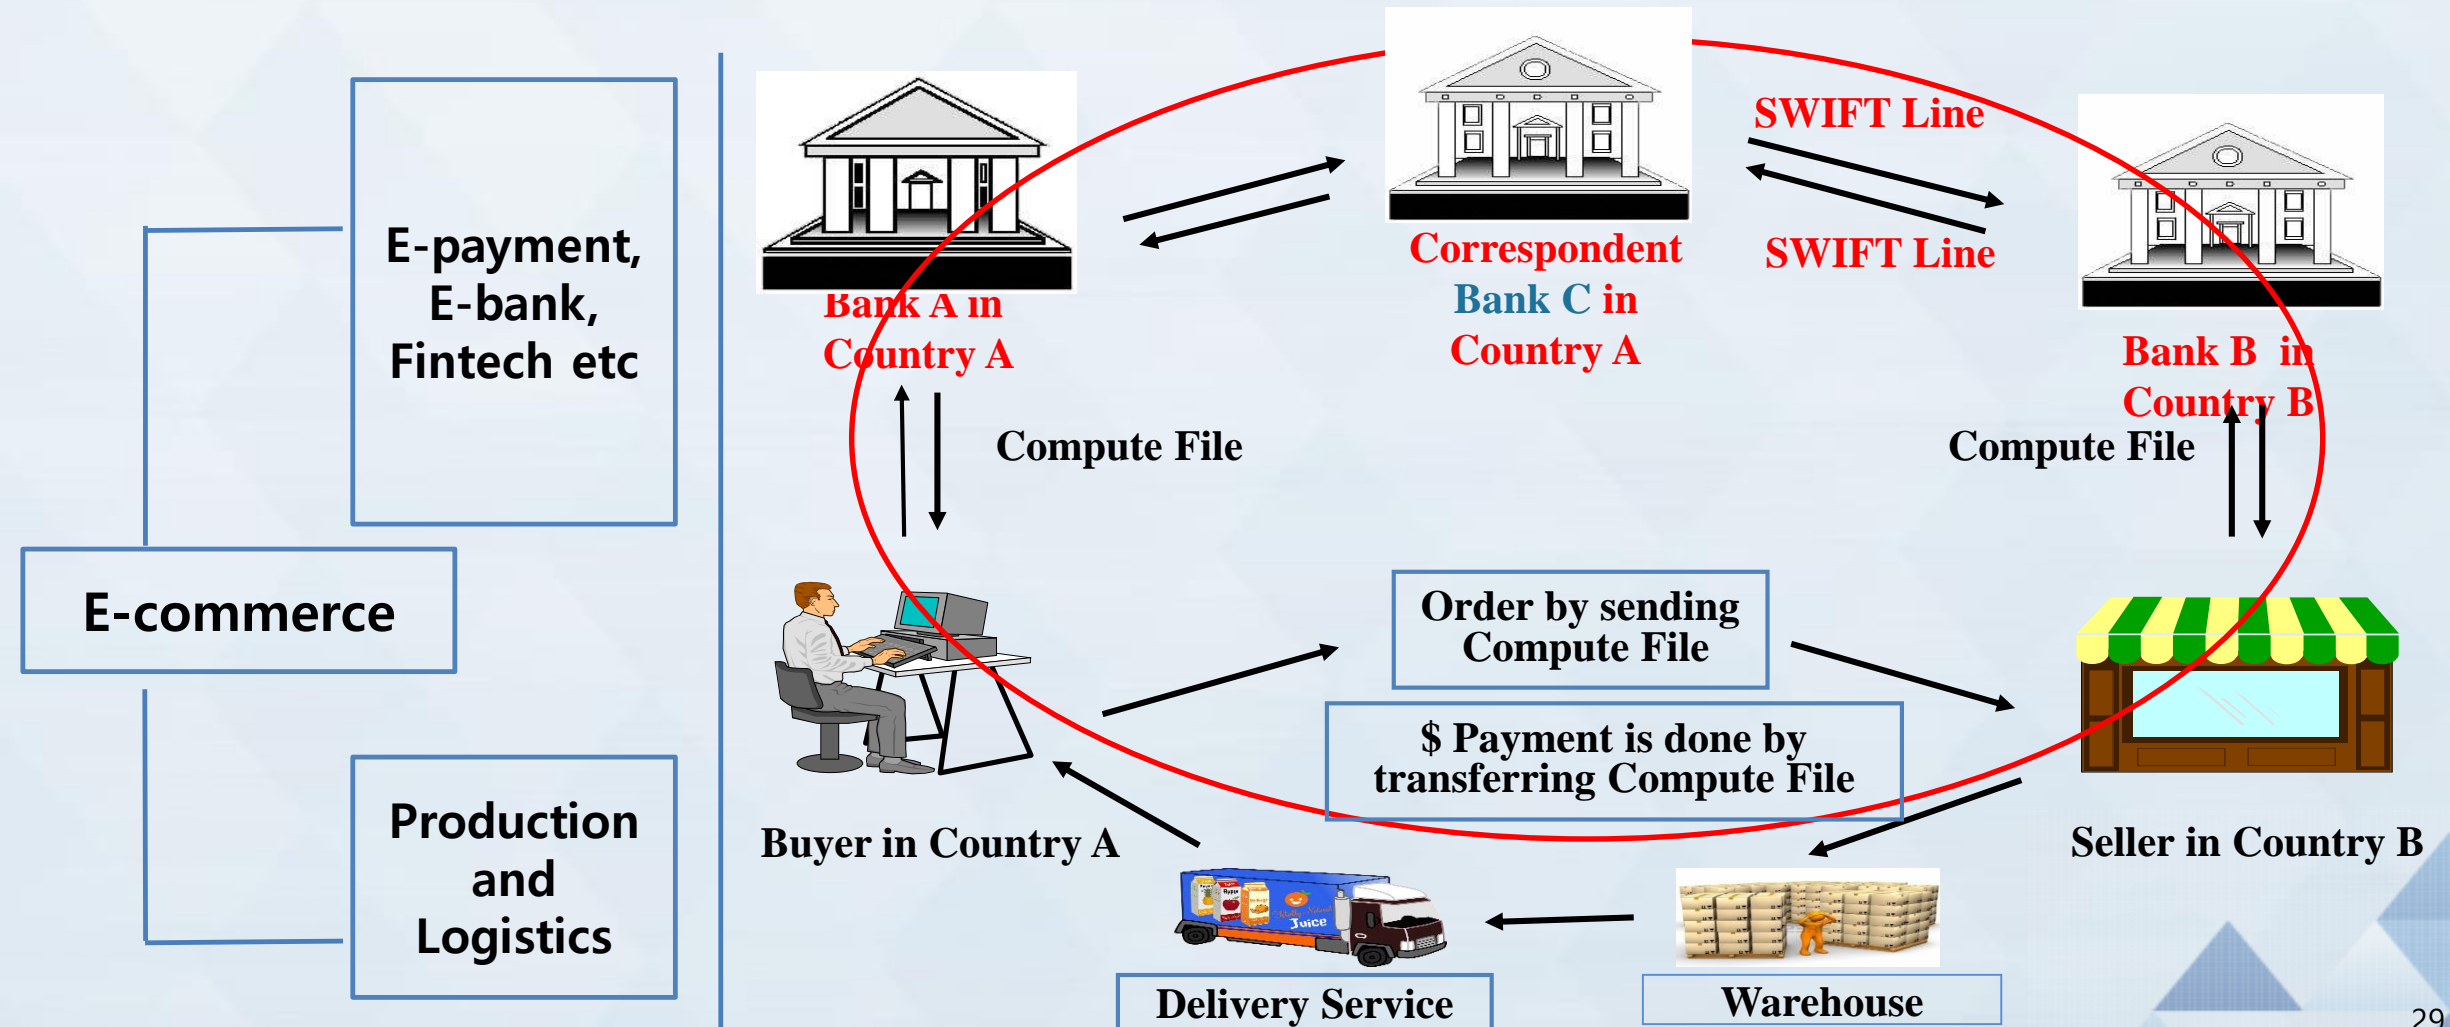 E-payment,
E-bank,
Fintech etc
E-commerce
Production
and
Logistics
Bank A in
Country A
Correspondent
Bank C in
Country A
SWIFT Line
SWIFT Line
Bank B in
Country B
Compute File
Compute File
Order by sending
Compute File
$ Payment is done by
transferring Compute File
Buyer in Country A
Seller in Country B
Juice
Delivery Service
Warehouse
29